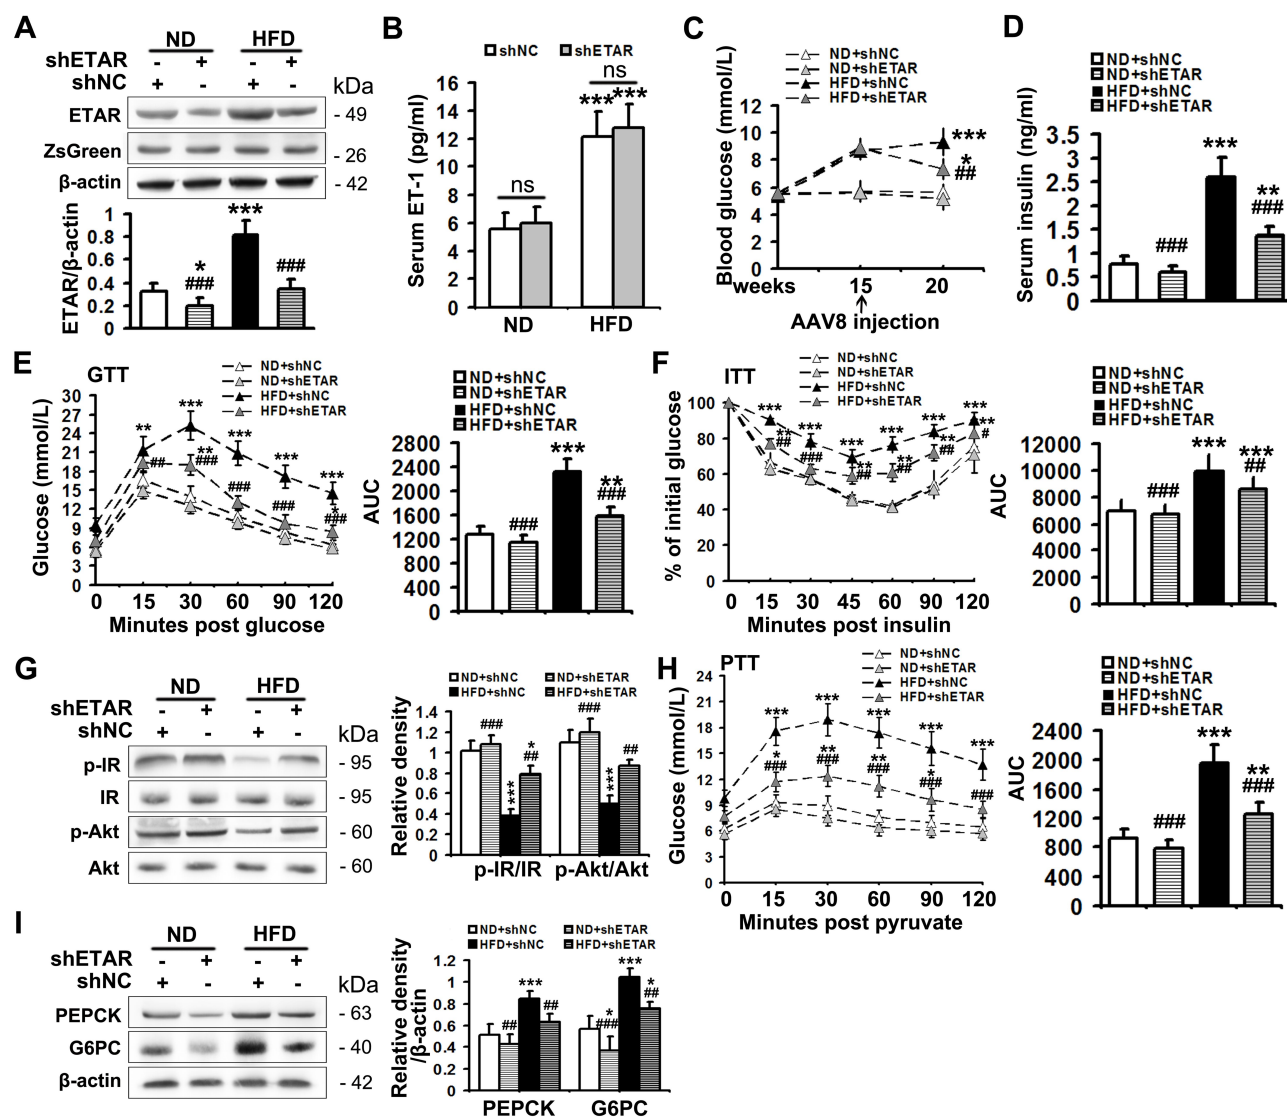 A
ND HFD
shETAR - + - +
shNC + - + -
kDa
ETAR - 49
ZsGreen - 26
β-actin - 42
ETAR/β-actin
1
0.8
0.6
0.4
0.2
0
*
###
***
###
B
shNC shETAR
Serum ET-1 (pg/ml)
16
14
12
10
8
6
4
2
0
ns
ns
*** ***
ND HFD
C
ND+shNC
ND+shETAR
HFD+shNC
HFD+shETAR
Blood glucose (mmol/L)
12
10
8
6
4
2
0
***
*
##
weeks 15 20
AAV8 injection
D
ND+shNC
ND+shETAR
HFD+shNC
HFD+shETAR
Serum insulin (ng/ml)
3.5
3
2.5
2
1.5
1
0.5
0
###
***
**
###
E
GTT
ND+shNC
ND+shETAR
HFD+shNC
HFD+shETAR
Glucose (mmol/L)
30
27
24
21
18
15
12
9
6
3
0
** *** *** *** ***
## ** *
### ### ### ###
0 15 30 60 90 120
Minutes post glucose
ND+shNC
ND+shETAR
HFD+shNC
HFD+shETAR
AUC
2800
2400
2000
1600
1200
800
400
0
###
***
**
###
F
ITT
ND+shNC
ND+shETAR
HFD+shNC
HFD+shETAR
% of initial glucose
100
80
60
40
20
0
*** *** *** *** *** ***
** ** ** ** ** **
## ### ## ## ## #
0 15 30 45 60 90 120
Minutes post insulin
ND+shNC
ND+shETAR
HFD+shNC
HFD+shETAR
AUC
12000
10000
8000
6000
4000
2000
0
###
***
***
##
G
ND HFD
shETAR - + - +
shNC + - + -
kDa
p-IR - 95
IR - 95
p-Akt - 60
Akt - 60
ND+shNC ND+shETAR
HFD+shNC HFD+shETAR
Relative density
1.4
1.2
1
0.8
0.6
0.4
0.2
0
###
***
*
##
###
***
##
p-IR/IR p-Akt/Akt
H
PTT
ND+shNC
ND+shETAR
HFD+shNC
HFD+shETAR
Glucose (mmol/L)
24
21
18
15
12
9
6
3
0
*** *** *** *** ***
* ** ** *
### ### ### ### ###
0 15 30 60 90 120
Minutes post pyruvate
ND+shNC
ND+shETAR
HFD+shNC
HFD+shETAR
AUC
2400
2000
1600
1200
800
400
0
###
***
**
###
I
ND HFD
shETAR - + - +
shNC + - + -
kDa
PEPCK - 63
G6PC - 40
β-actin - 42
ND+shNC ND+shETAR
HFD+shNC HFD+shETAR
Relative density
/β-actin
1.2
1
0.8
0.6
0.4
0.2
0
##
***
##
*
###
***
*
##
PEPCK G6PC